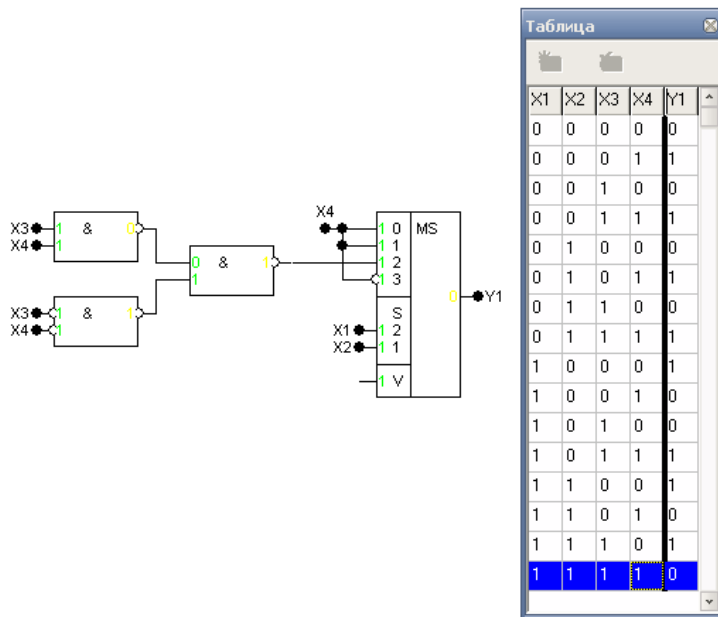 Таблица
X1 X2 X3 X4 Y1
0 0 0 0 0
0 0 0 1 1
0 0 1 0 0
0 0 1 1 1
0 1 0 0 0
0 1 0 1 1
0 1 1 0 0
0 1 1 1 1
1 0 0 0 1
1 0 0 1 0
1 0 1 0 0
1 0 1 1 1
1 1 0 0 1
1 1 0 1 0
1 1 1 0 1
1 1 1 1 0
X3 1 & 0
X4 1
X3 1 & 1
X4 1
0 & 1
1
X4
1 0 MS
1 1
1 2
1 3
S
X1 1 2
X2 1 1
1 V
0 Y1